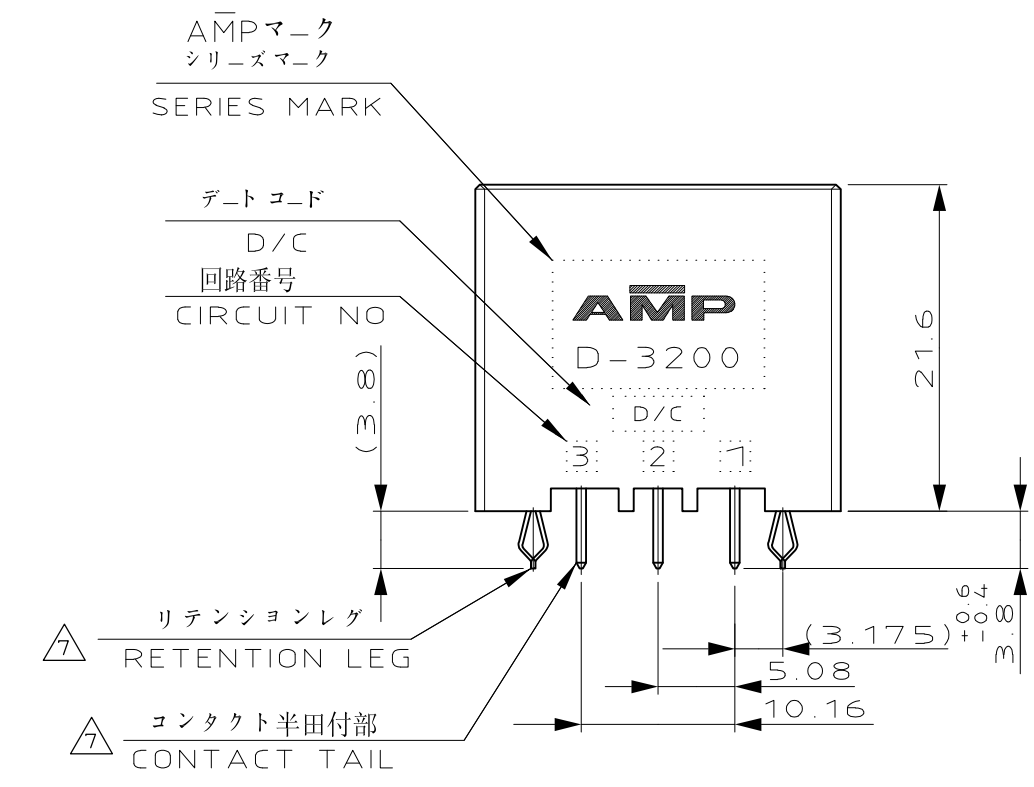 AMPマーク
シリーズマーク
SERIES MARK
デート コード
D/C
回路番号
CIRCUIT NO
AMP
D-3200
D/C
3 2 1
21.6
(3.8)
リテンションレグ
7
RETENTION LEG
コンタクト半田付部
7
CONTACT TAIL
(3.175)
5.08
10.16
3.8 +0.6 -0.4